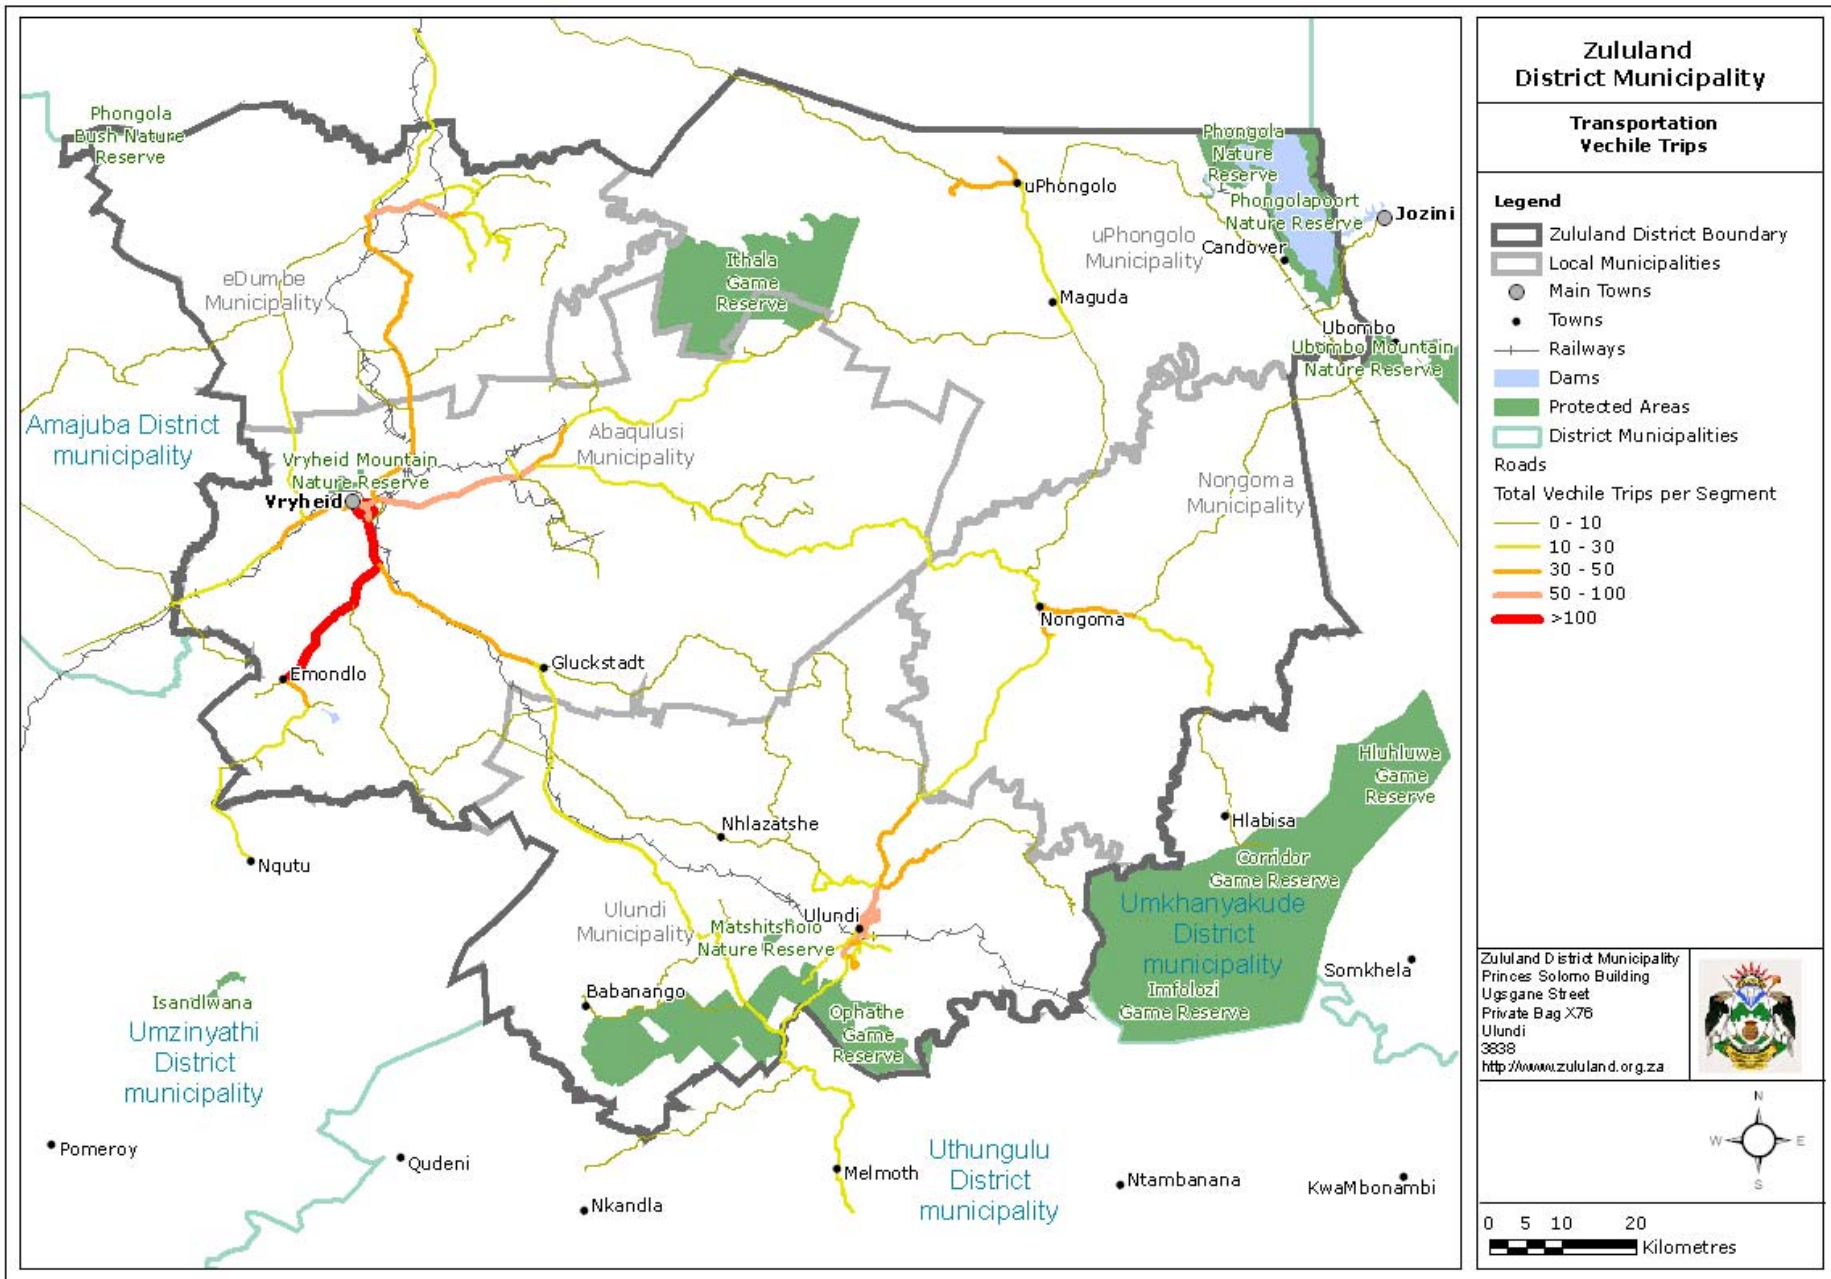 Zululand
District Municipality
Transportation
Vechile Trips
Legend
Zululand District Boundary
Local Municipalities
Main Towns
Towns
Railways
Dams
Protected Areas
District Municipalities
Roads
Total Vechile Trips per Segment
0 - 10
10 - 30
30 - 50
50 - 100
>100
Zululand District Municipality
Princes Solomo Building
Ugsgane Street
Private Bag X76
Ulundi
3838
http://www.zululand.org.za
N
W
E
S
0 5 10 20
Kilometres
Phongola
Bush Nature
Reserve
Phongola
Nature
Reserve
uPhongolo
Phongolapoort
Nature Reserve
Jozini
uPhongolo
Municipality
Candover
Ithala
Game
Reserve
eDumbe
Municipality
Maguda
Ubombo
Ubombo Mountain
Nature Reserve
Amajuba District
municipality
Abaqulusi
Municipality
Vryheid Mountain
Nature Reserve
Vryheid
Nongoma
Municipality
Nongoma
Gluckstadt
Emondlo
Hluhluwe
Game
Reserve
Nhlazatshe
Hlabisa
Nqutu
Corridor
Game Reserve
Umkhanyakude
District
municipality
Ulundi
Municipality
Ulundi
Matshitsholo
Nature Reserve
Somkhela
Imfolozi
Game Reserve
Babanango
Isandlwana
Ophathe
Game
Reserve
Umzinyathi
District
municipality
Pomeroy
Qudeni
Uthungulu
District
municipality
Melmoth
Ntambanana
KwaMbonambi
Nkandla